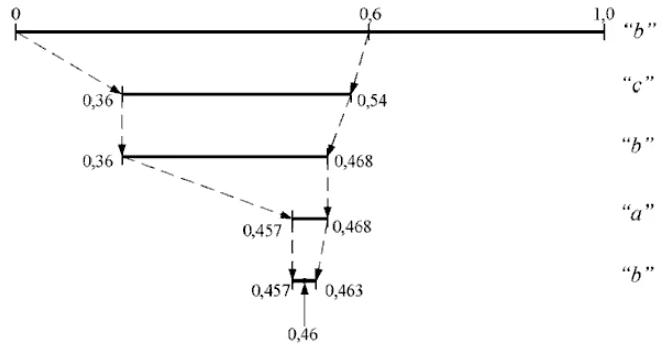 0 0,6 1,0 “b”
0,36 0,54 “c”
0,36 0,468 “b”
0,457 0,468 “a”
0,457 0,463 “b”
0,46